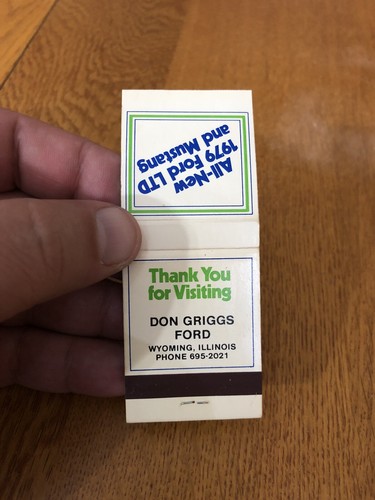 All-New
1979 Ford LTD
and Mustang
Thank You
for Visiting
DON GRIGGS
FORD
WYOMING, ILLINOIS
PHONE 695-2021